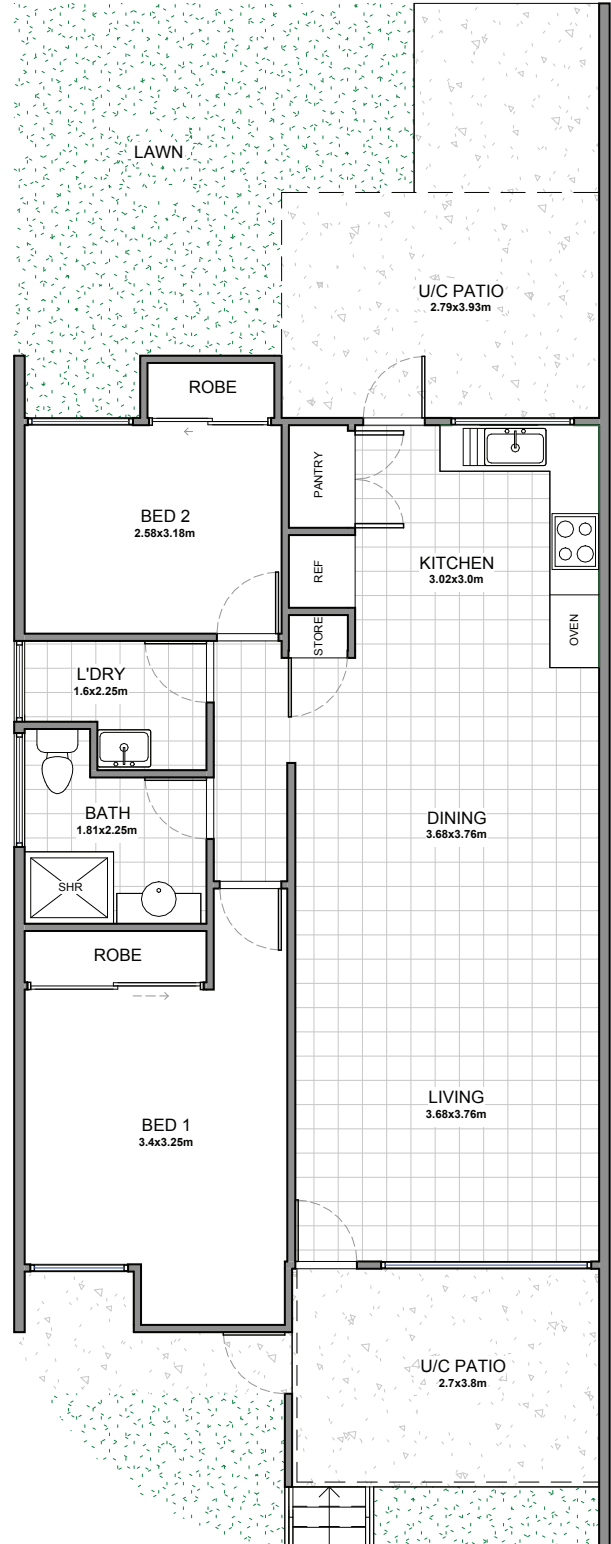 LAWN
U/C PATIO
2.79x3.93m
ROBE
PANTRY
BED 2
2.58x3.18m
KITCHEN
3.02x3.0m
REF
STORE
OVEN
L'DRY
1.6x2.25m
BATH
1.81x2.25m
DINING
3.68x3.76m
SHR
ROBE
LIVING
3.68x3.76m
BED 1
3.4x3.25m
U/C PATIO
2.7x3.8m